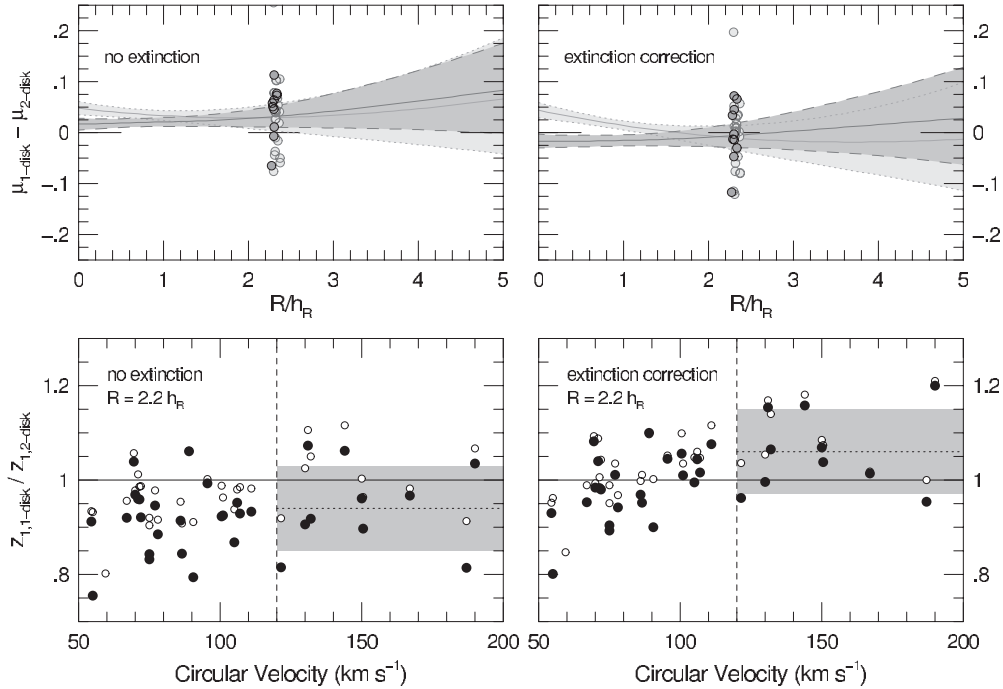 .2
.1
0
−.1
−.2
μ1−disk − μ2−disk
no extinction
0 1 2 3 4 5
R/hR
extinction correction
0 1 2 3 4 5
R/hR
.2
.1
0
−.1
−.2
1.2
1
.8
z1,1−disk / z1,2−disk
no extinction
R = 2.2 hR
50 100 150 200
Circular Velocity (km s−1)
extinction correction
R = 2.2 hR
50 100 150 200
Circular Velocity (km s−1)
1.2
1
.8